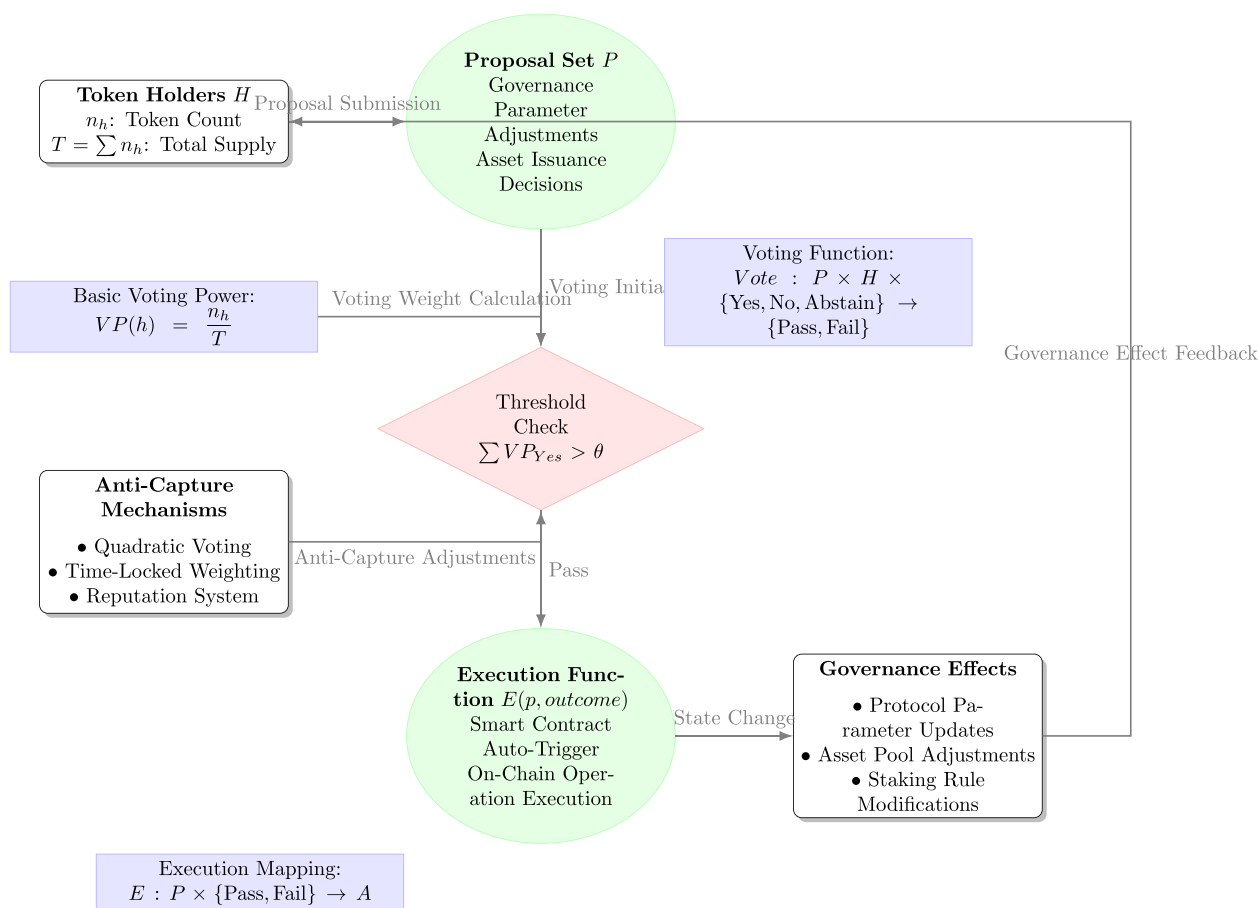 Proposal Set P
Governance
Parameter
Adjustments
Asset Issuance
Decisions
Token Holders H
n_h: Token Count
T = ∑ n_h: Total Supply
Proposal Submission
Voting Function:
Vote : P × H ×
{Yes, No, Abstain} →
{Pass, Fail}
Basic Voting Power:
VP(h) = n_h / T
Voting Weight Calculation
Voting Initia
Governance Effect Feedback
Threshold
Check
∑ VP_Yes > θ
Anti-Capture
Mechanisms
• Quadratic Voting
• Time-Locked Weighting
• Reputation System
Anti-Capture Adjustments
Pass
Execution Func-
tion E(p, outcome)
Smart Contract
Auto-Trigger
On-Chain Oper-
ation Execution
State Change
Governance Effects
• Protocol Pa-
rameter Updates
• Asset Pool Adjustments
• Staking Rule
Modifications
Execution Mapping:
E : P × {Pass, Fail} → A